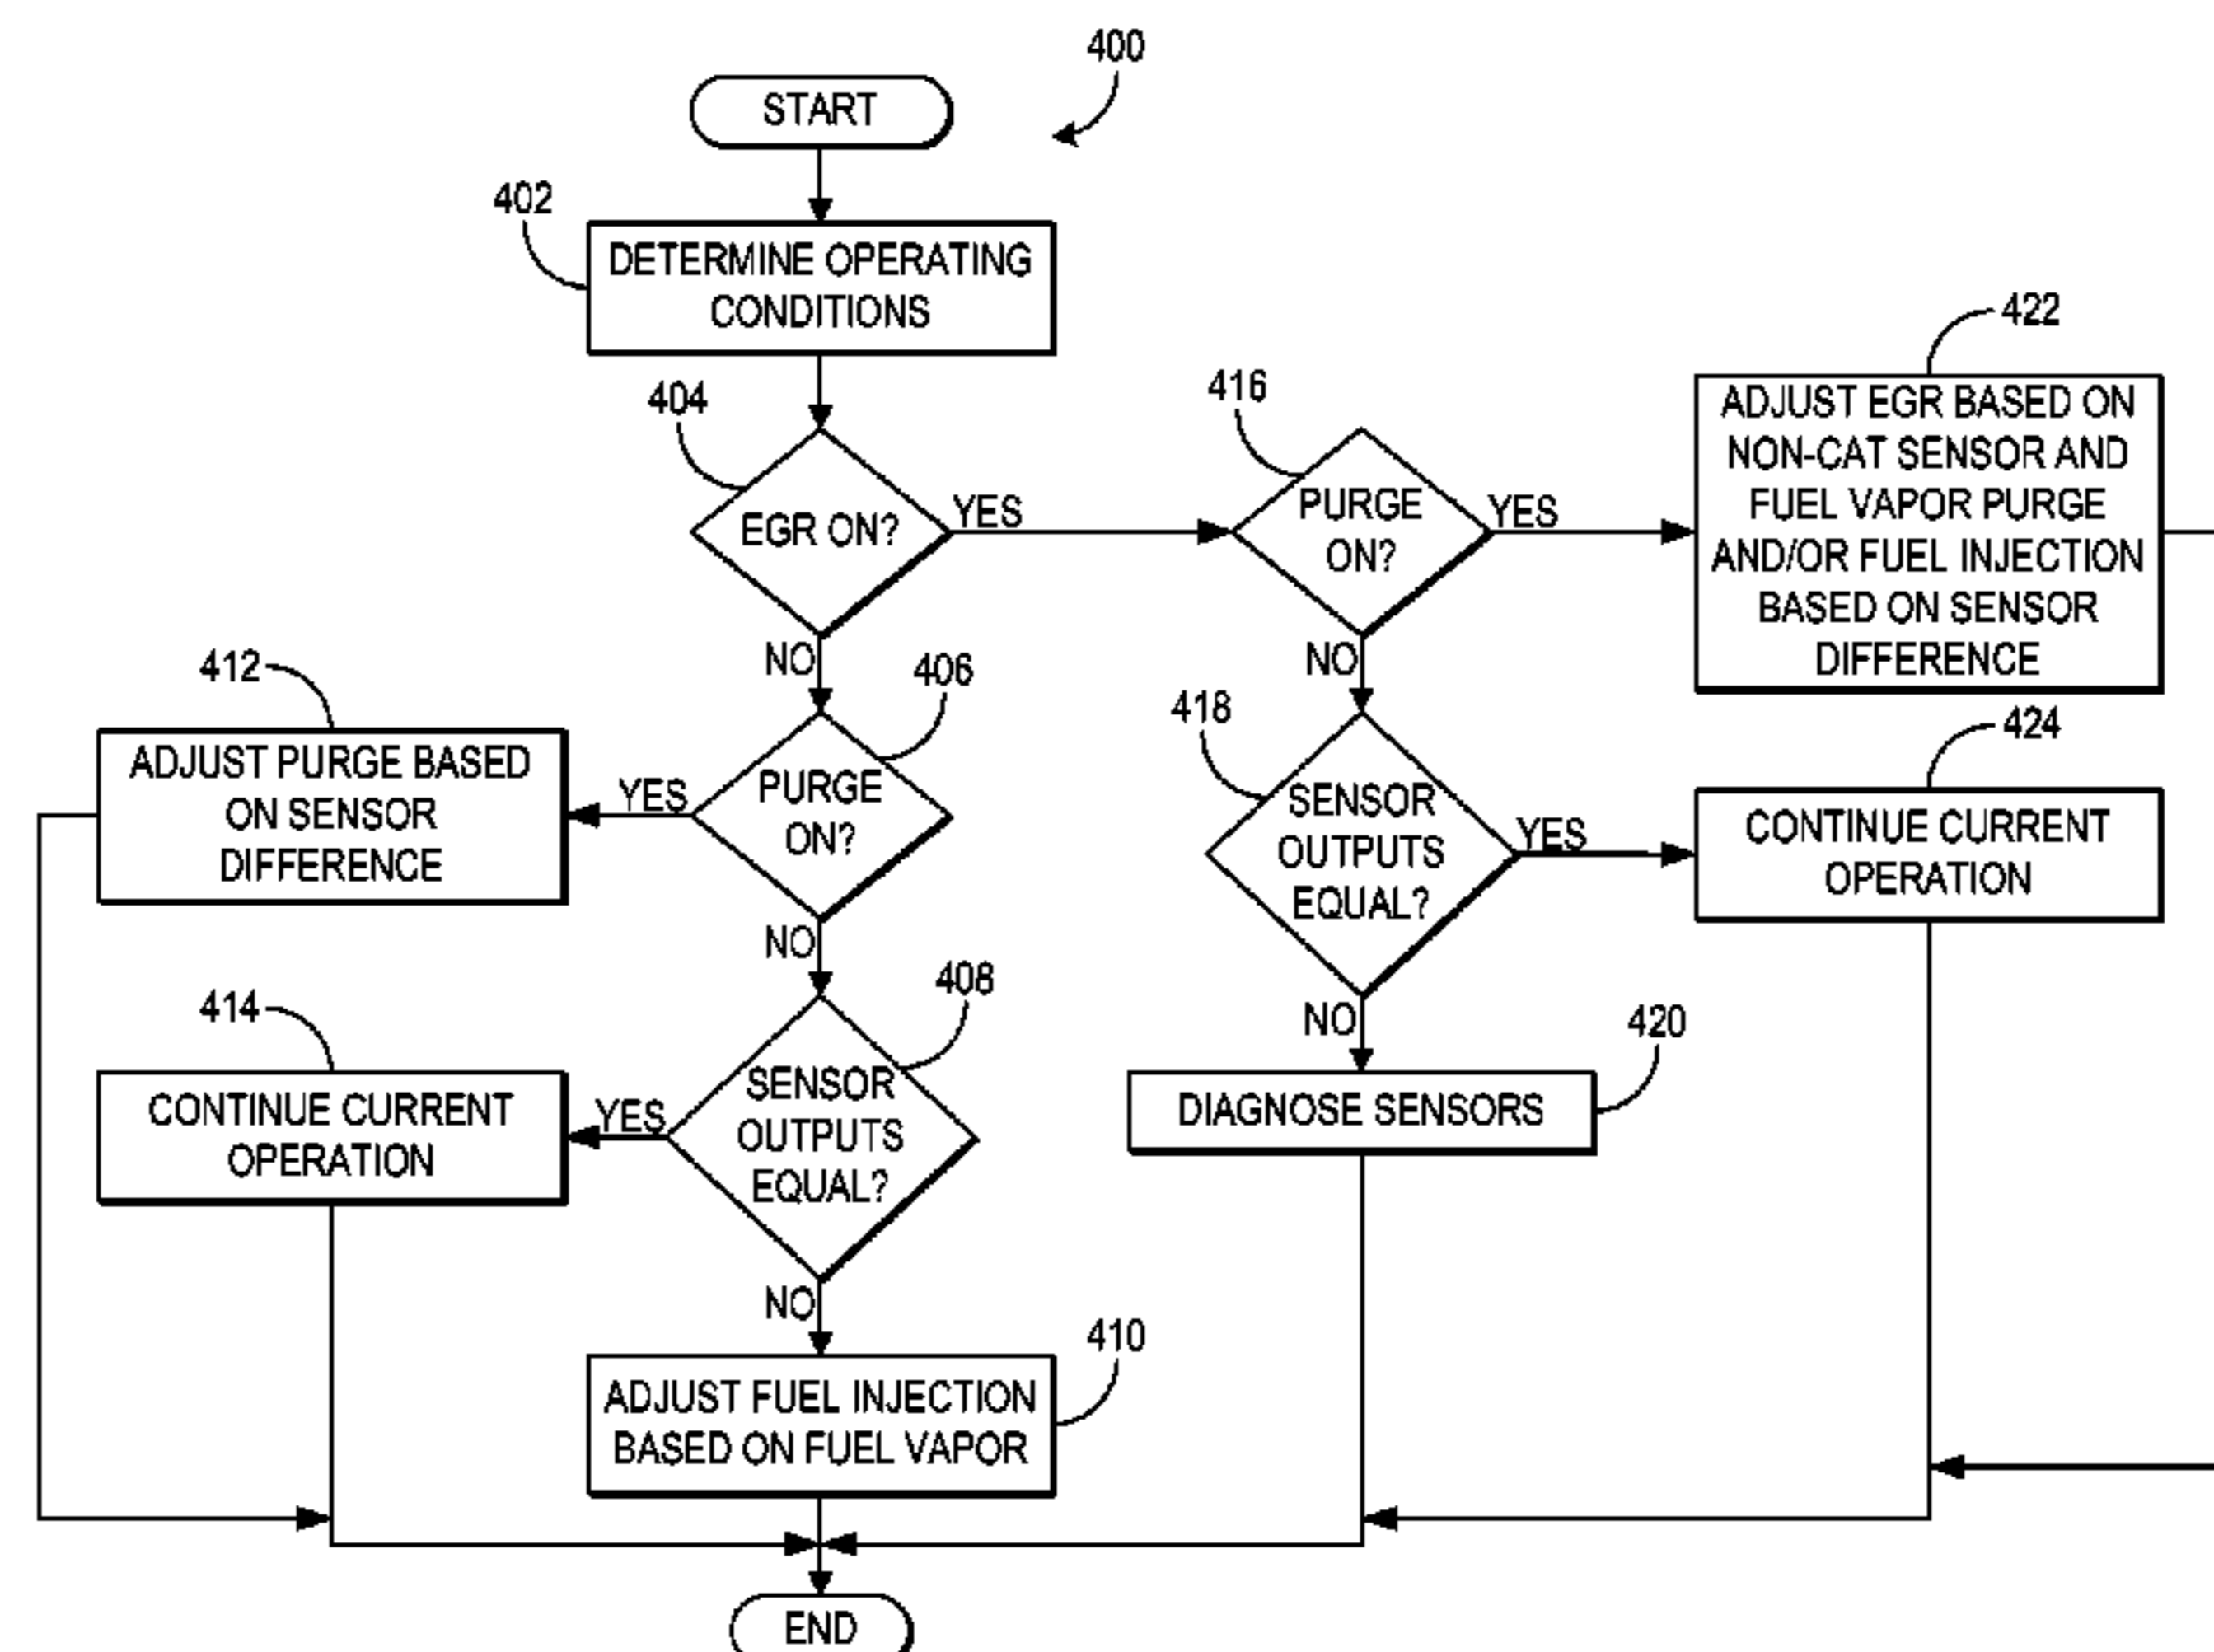 400
START
402
DETERMINE OPERATING
CONDITIONS
404
EGR ON?
YES
NO
416
PURGE
ON?
YES
NO
422
ADJUST EGR BASED ON
NON-CAT SENSOR AND
FUEL VAPOR PURGE
AND/OR FUEL INJECTION
BASED ON SENSOR
DIFFERENCE
412
ADJUST PURGE BASED
ON SENSOR
DIFFERENCE
406
PURGE
ON?
YES
NO
418
SENSOR
OUTPUTS
EQUAL?
YES
NO
424
CONTINUE CURRENT
OPERATION
414
CONTINUE CURRENT
OPERATION
408
SENSOR
OUTPUTS
EQUAL?
YES
NO
420
DIAGNOSE SENSORS
410
ADJUST FUEL INJECTION
BASED ON FUEL VAPOR
END